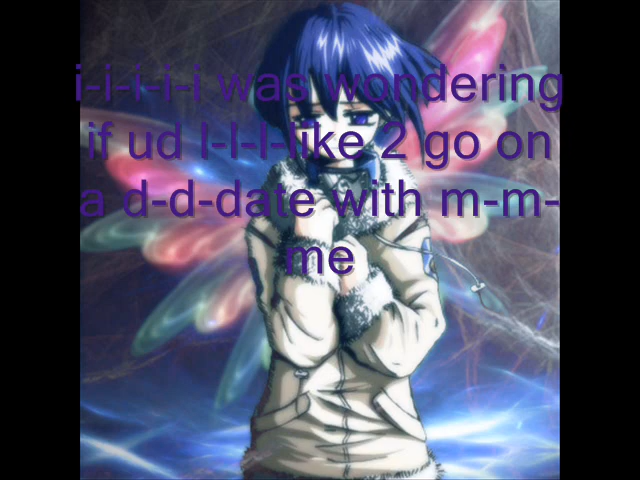 i-i-i-i-i was wondering
if ud l-l-l-like 2 go on
a d-d-date with m-m-
me